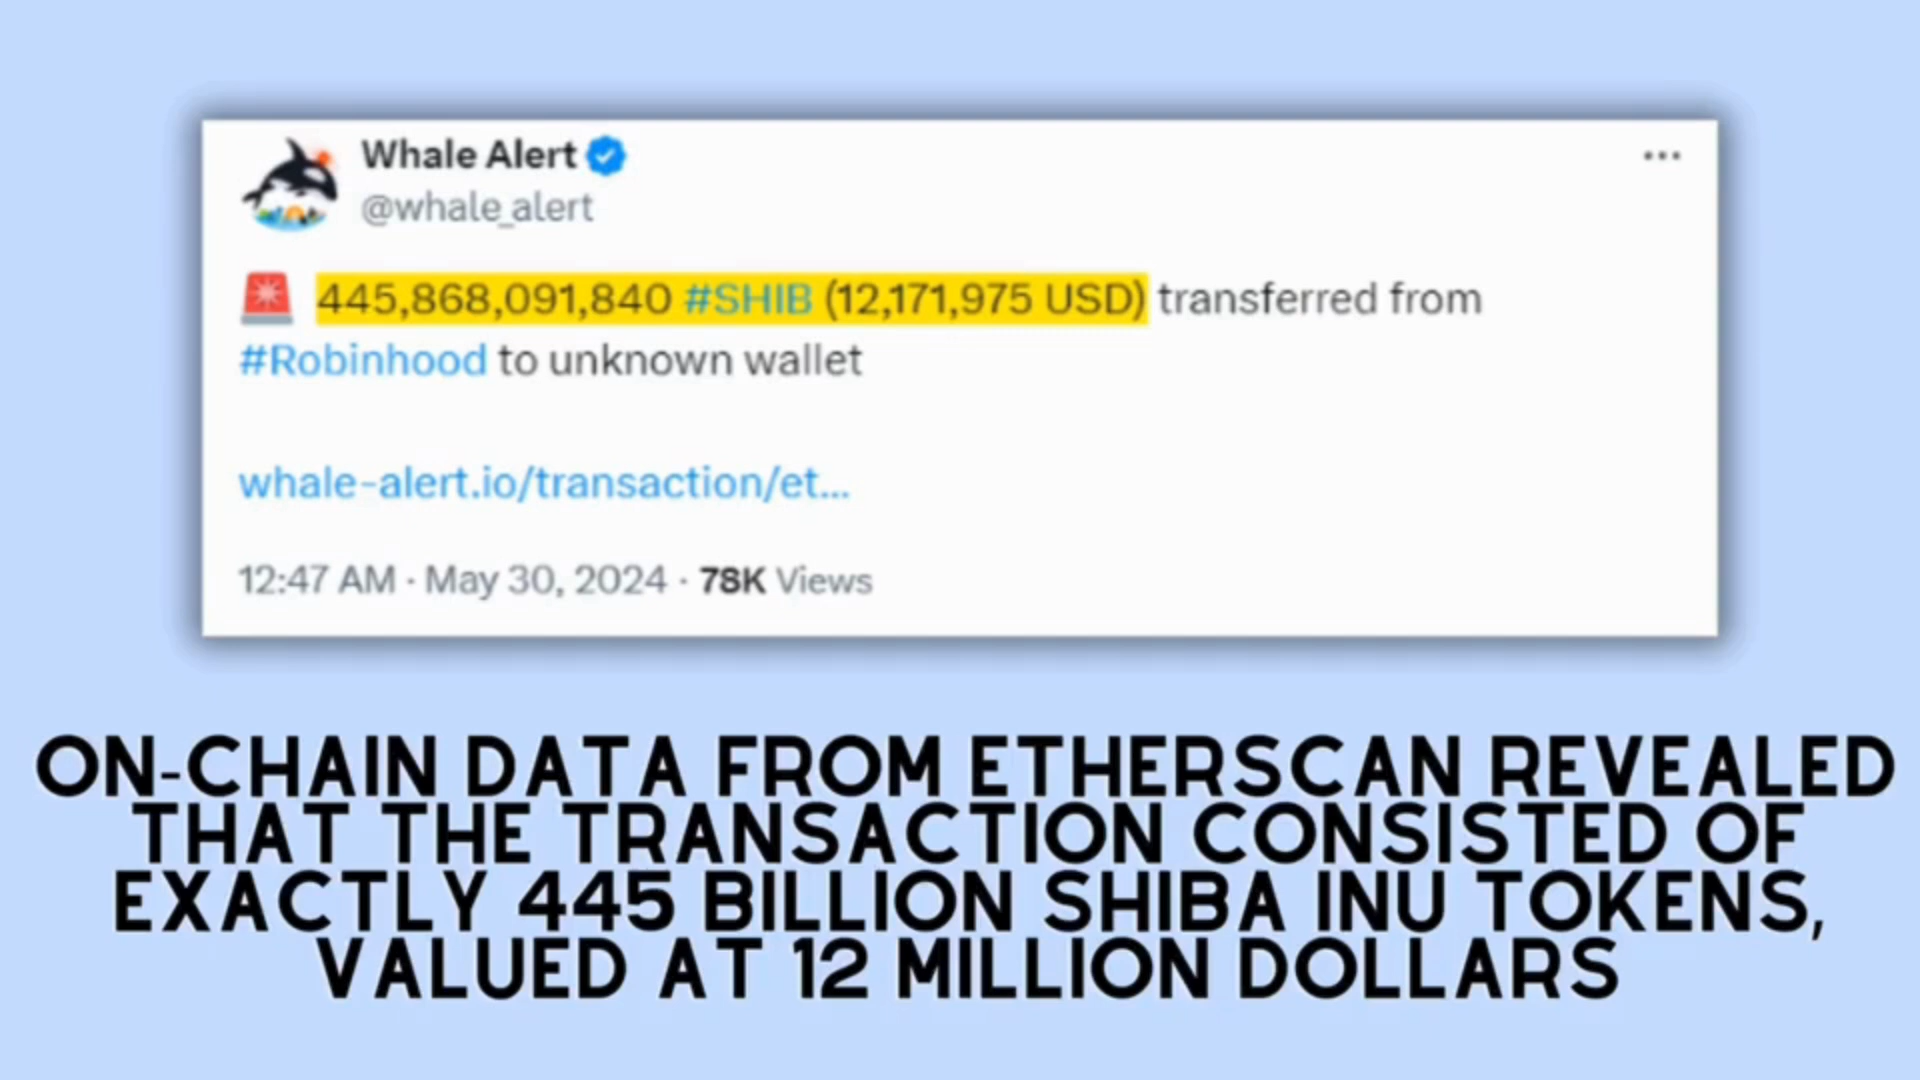 Whale Alert
@whale_alert
445,868,091,840 #SHIB (12,171,975 USD) transferred from
#Robinhood to unknown wallet
whale-alert.io/transaction/et...
12:47 AM · May 30, 2024 · 78K Views
ON-CHAIN DATA FROM ETHERSCAN REVEALED
THAT THE TRANSACTION CONSISTED OF
EXACTLY 445 BILLION SHIBA INU TOKENS,
VALUED AT 12 MILLION DOLLARS